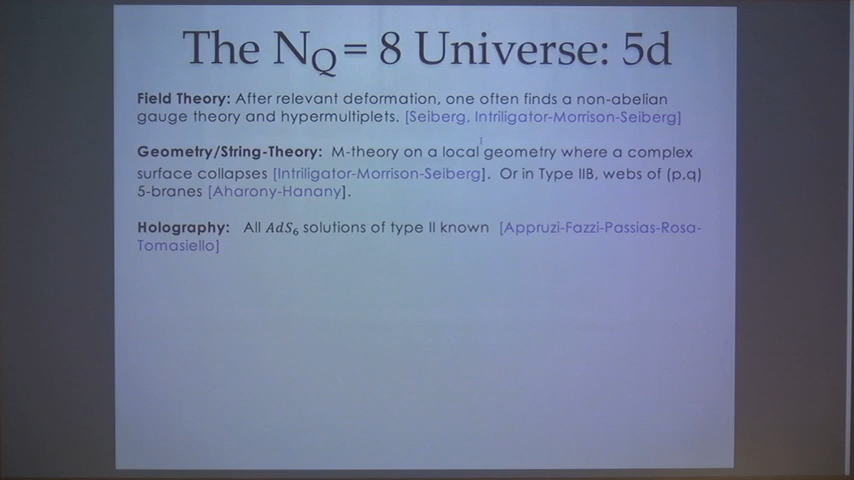 The N_Q = 8 Universe: 5d
Field Theory: After relevant deformation, one often finds a non-abelian
gauge theory and hypermultiplets. [Seiberg, Intriligator-Morrison-Seiberg]
Geometry/String-Theory: M-theory on a local geometry where a complex
surface collapses [Intriligator-Morrison-Seiberg]. Or in Type IIB, webs of (p,q)
5-branes [Aharony-Hanany].
Holography: All AdS₆ solutions of type II known [Appruzi-Fazzi-Passias-Rosa-
Tomasiello]